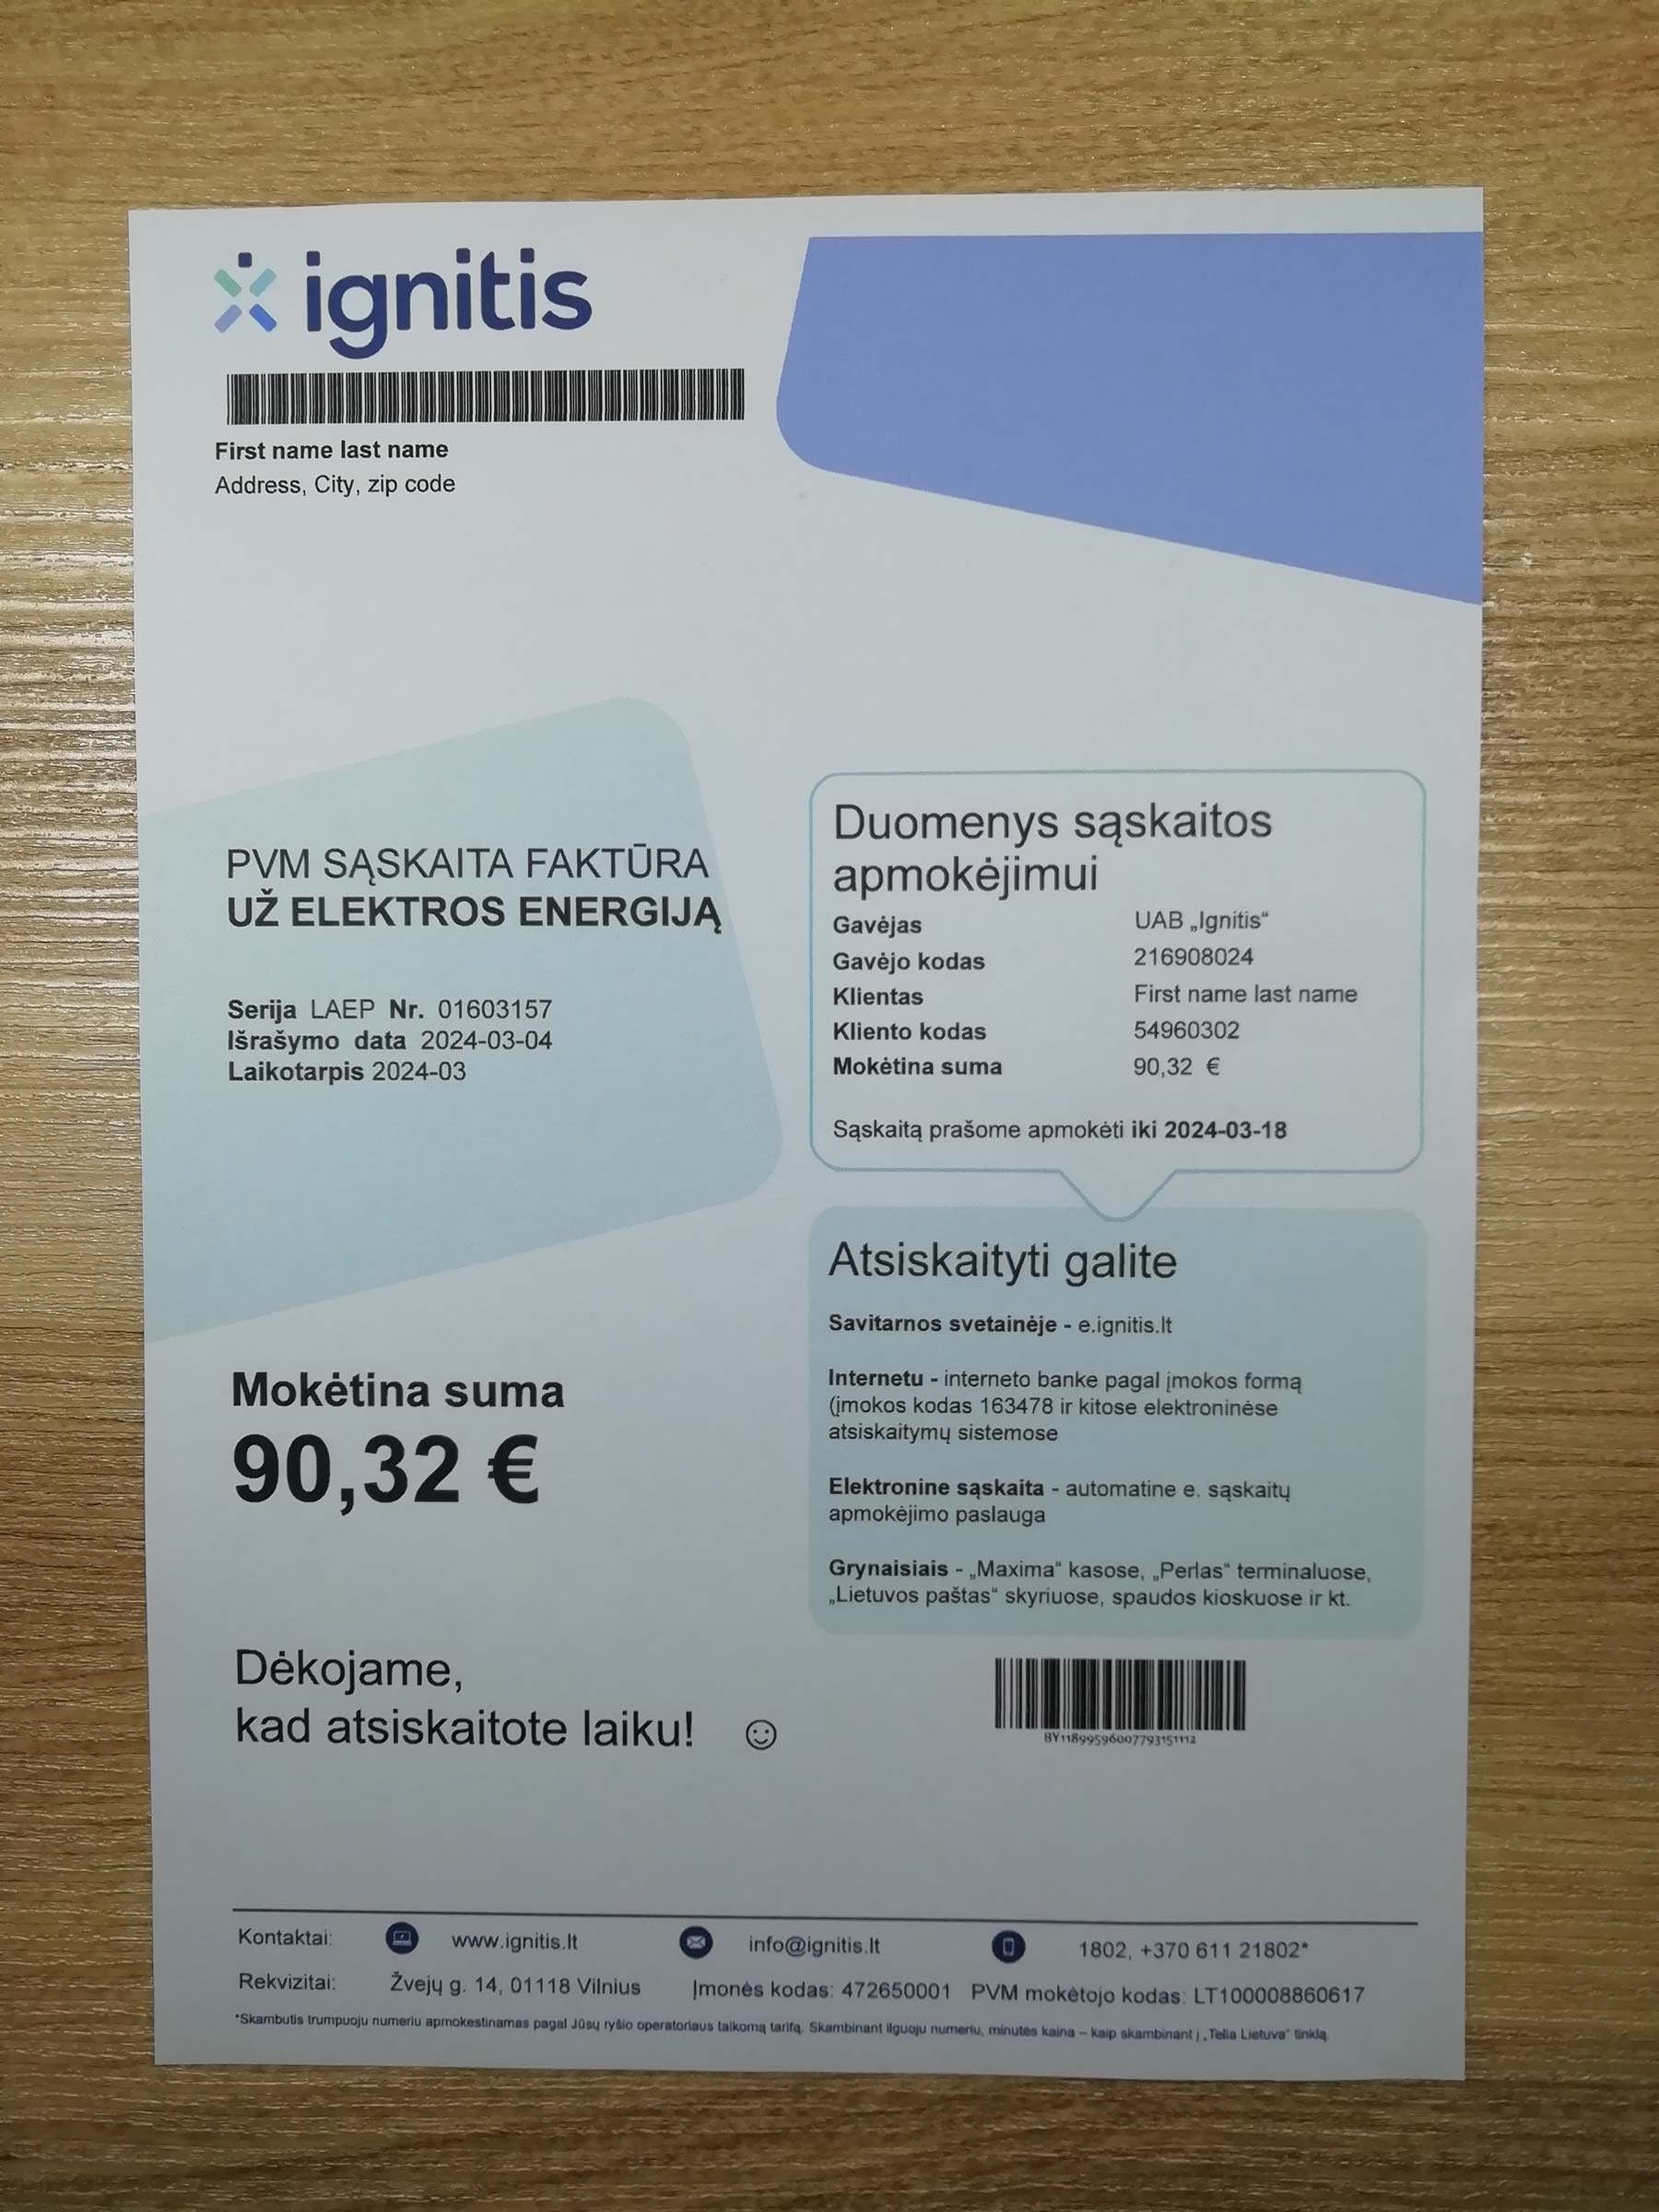 ignitis
First name last name
Address, City, zip code
PVM SĄSKAITA FAKTŪRA
UŽ ELEKTROS ENERGIJĄ
Serija LAEP Nr. 01603157
Išrašymo data 2024-03-04
Laikotarpis 2024-03
Mokėtina suma
90,32 €
Dėkojame,
kad atsiskaitote laiku! ☺
Duomenys sąskaitos
apmokėjimui
Gavėjas UAB „Ignitis“
Gavėjo kodas 216908024
Klientas First name last name
Kliento kodas 54960302
Mokėtina suma 90,32 €
Sąskaitą prašome apmokėti iki 2024-03-18
Atsiskaityti galite
Savitarnos svetainėje - e.ignitis.lt
Internetu - interneto banke pagal įmokos formą
(įmokos kodas 163478 ir kitose elektroninėse
atsiskaitymų sistemose
Elektronine sąskaita - automatine e. sąskaitų
apmokėjimo paslauga
Grynaisiais - „Maxima“ kasose, „Perlas“ terminaluose,
„Lietuvos paštas“ skyriuose, spaudos kioskuose ir kt.
BY11899596007793151112
Kontaktai: www.ignitis.lt info@ignitis.lt 1802, +370 611 21802*
Rekvizitai: Žvejų g. 14, 01118 Vilnius Įmonės kodas: 472650001 PVM mokėtojo kodas: LT100008860617
*Skambutis trumpuoju numeriu apmokestinamas pagal Jūsų ryšio operatoriaus taikomą tarifą. Skambinant ilguoju numeriu, minutės kaina – kaip skambinant į „Telia Lietuva“ tinklą.